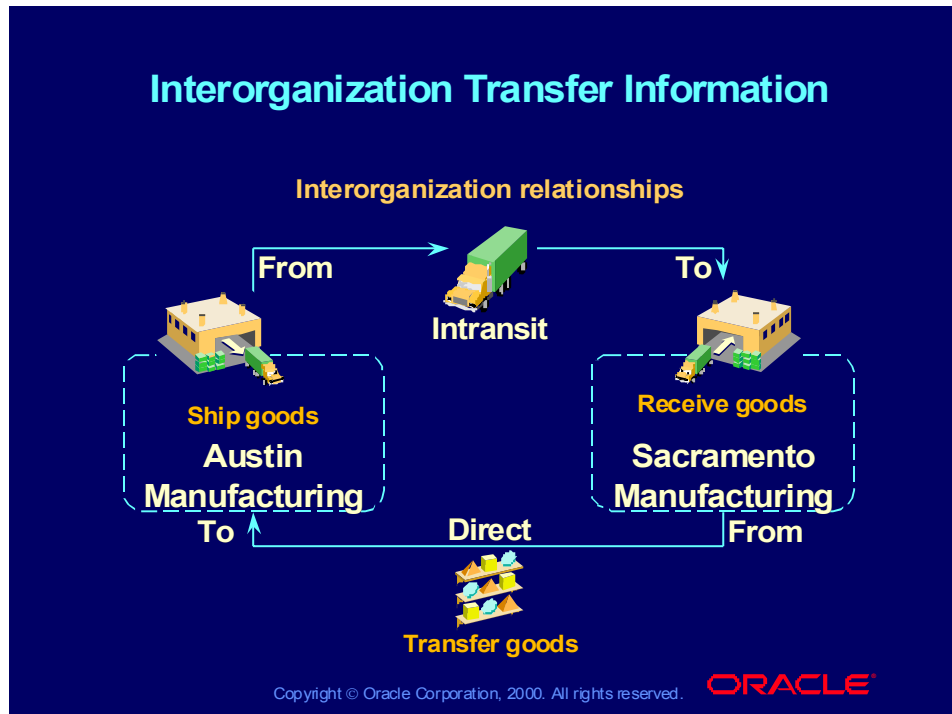 Interorganization Transfer Information
Interorganization relationships
From
To
Intransit
Ship goods
Austin
Manufacturing
Receive goods
Sacramento
Manufacturing
To
Direct
From
Transfer goods
Copyright © Oracle Corporation, 2000. All rights reserved.
ORACLE®